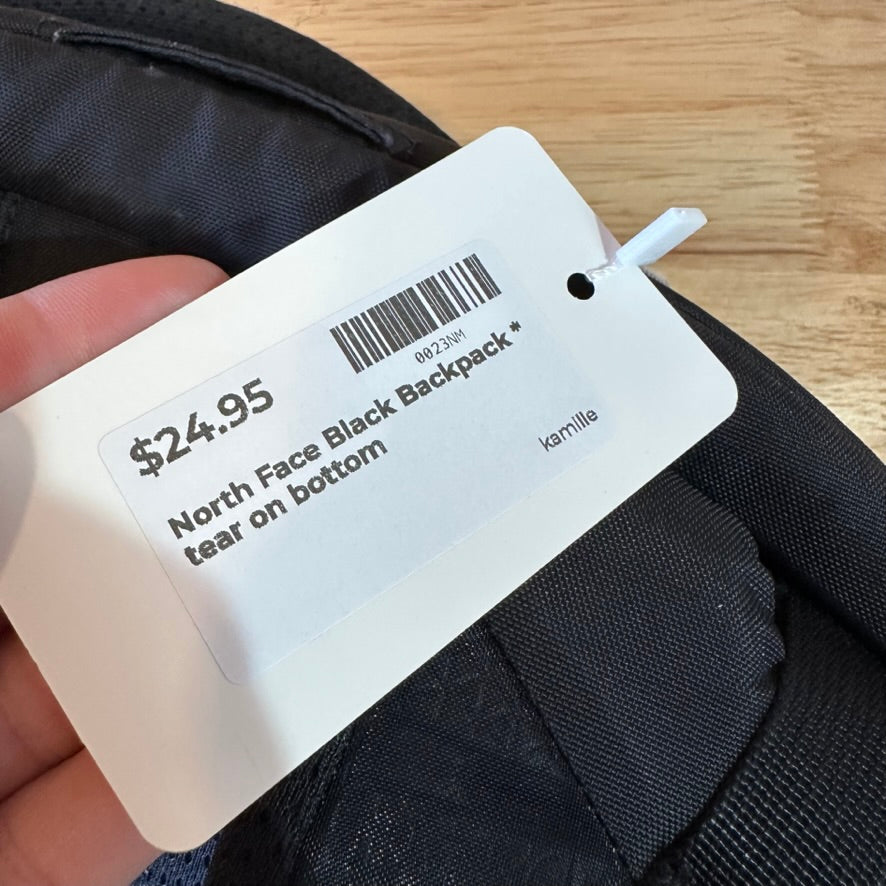 0023NM
$24.95
North Face Black Backpack *
tear on bottom
kamille